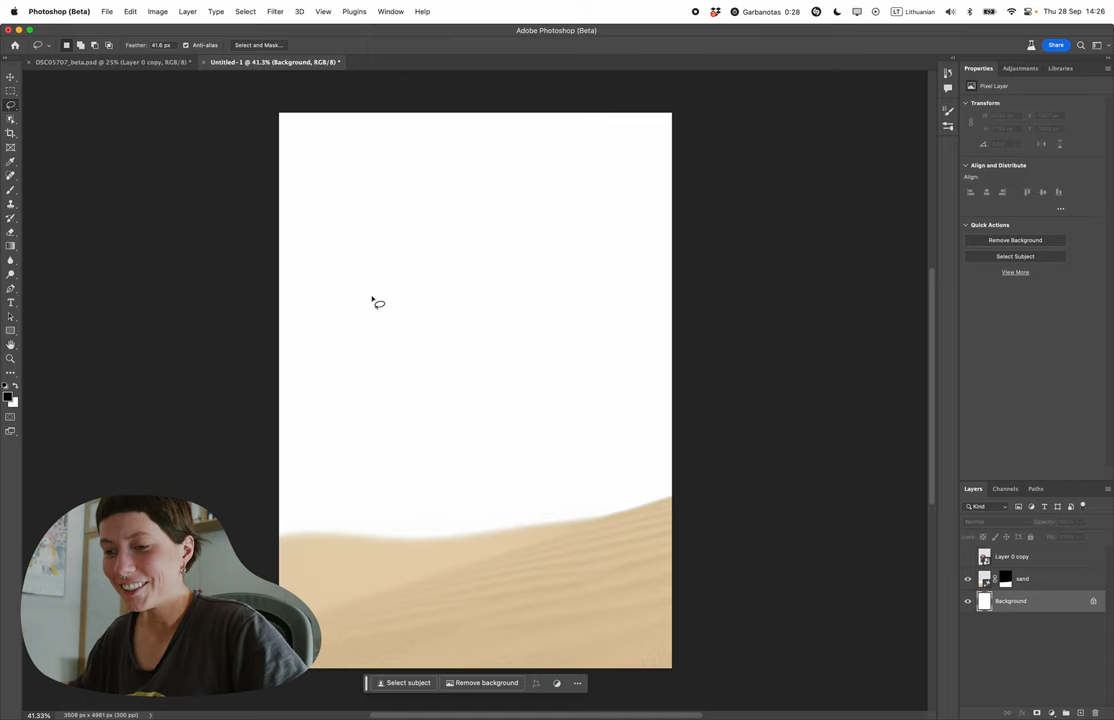 Photoshop (Beta) File Edit Image Layer Type Select Filter 3D View Plugins Window Help
Garbanotas 0:28 LT Lithuanian Thu 28 Sep 14:26
Adobe Photoshop (Beta)
Feather: 41.6 px Anti-alias Select and Mask... Share
DSC05707_beta.psd @ 25% (Layer 0 copy, RGB/8) *
Untitled-1 @ 41.3% (Background, RGB/8) *
Properties Adjustments Libraries
Pixel Layer
Transform
Align and Distribute
Align:
Quick Actions
Remove Background
Select Subject
View More
Layers Channels Paths
Kind
Normal Opacity:
Lock: Fill:
Layer 0 copy
sand
Background
Select subject Remove background
41.33% 3508 px x 4961 px (300 ppi)